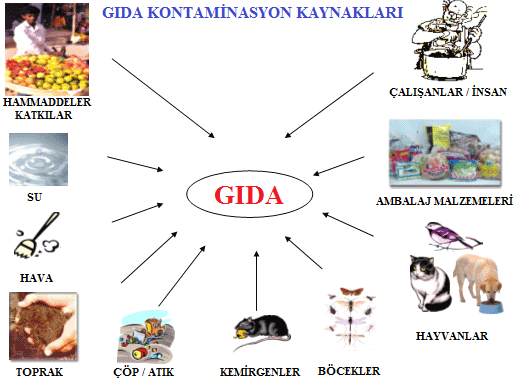 GIDA KONTAMİNASYON KAYNAKLARI
HAMMADDELER
KATKILAR
ÇALIŞANLAR / İNSAN
SU
GIDA
AMBALAJ MALZEMELERİ
HAVA
HAYVANLAR
TOPRAK
ÇÖP / ATIK
KEMİRGENLER
BÖCEKLER